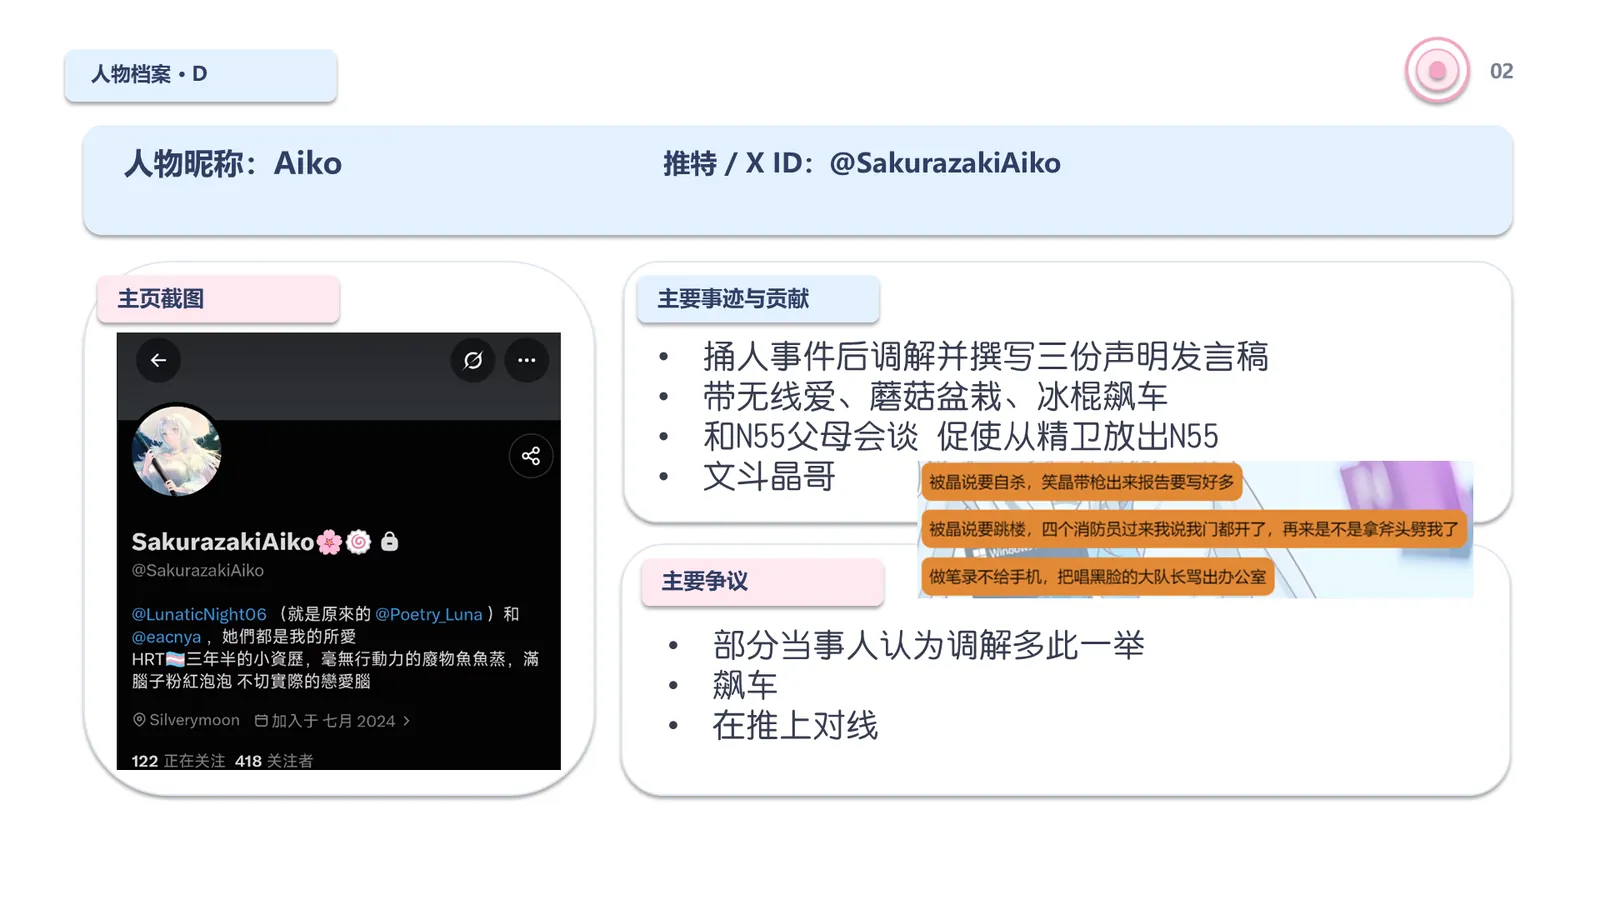 人物档案・D
02
人物昵称：Aiko
推特 / X ID：@SakurazakiAiko
主页截图
SakurazakiAiko🌸🍥🔒
@SakurazakiAiko
@LunaticNight06 （就是原來的 @Poetry_Luna ）和
@eacnya ，她們都是我的所愛
HRT🏳️‍⚧️三年半的小資歷，毫無行動力的廢物魚魚蒸，滿
腦子粉紅泡泡 不切實際的戀愛腦
Silverymoon 加入于 七月 2024 >
122 正在关注 418 关注者
主要事迹与贡献
• 捅人事件后调解并撰写三份声明发言稿
• 带无线爱、蘑菇盆栽、冰棍飙车
• 和N55父母会谈 促使从精卫放出N55
• 文斗晶哥
被晶说要自杀，笑晶带枪出来报告要写好多
被晶说要跳楼，四个消防员过来我说我门都开了，再来是不是拿斧头劈我了
Windows
做笔录不给手机，把唱黑脸的大队长骂出办公室
主要争议
• 部分当事人认为调解多此一举
• 飙车
• 在推上对线